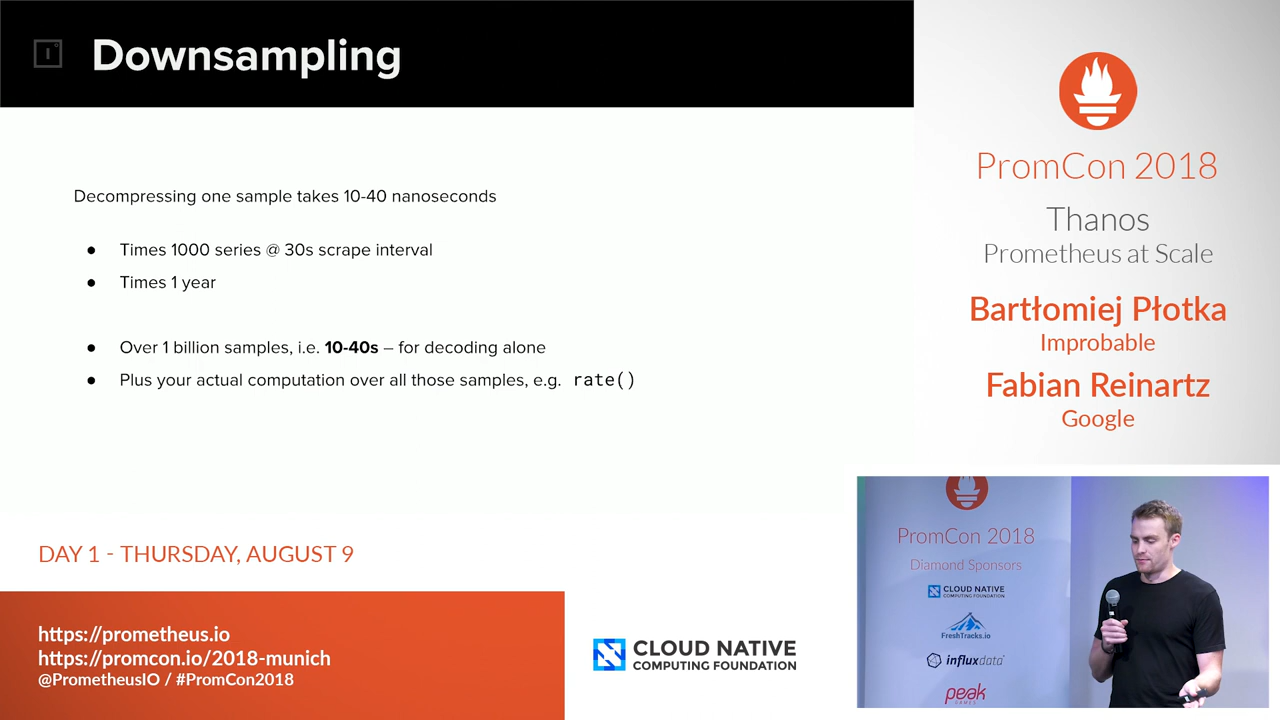 Downsampling
Decompressing one sample takes 10-40 nanoseconds
● Times 1000 series @ 30s scrape interval
● Times 1 year
● Over 1 billion samples, i.e. 10-40s – for decoding alone
● Plus your actual computation over all those samples, e.g. rate()
PromCon 2018
Thanos
Prometheus at Scale
Bartłomiej Płotka
Improbable
Fabian Reinartz
Google
DAY 1 - THURSDAY, AUGUST 9
https://prometheus.io
https://promcon.io/2018-munich
@PrometheusIO / #PromCon2018
CLOUD NATIVE
COMPUTING FOUNDATION
PromCon 2018
Diamond Sponsors
CLOUD NATIVE
COMPUTING FOUNDATION
FreshTracks.io
influxdata
peak
GAMES